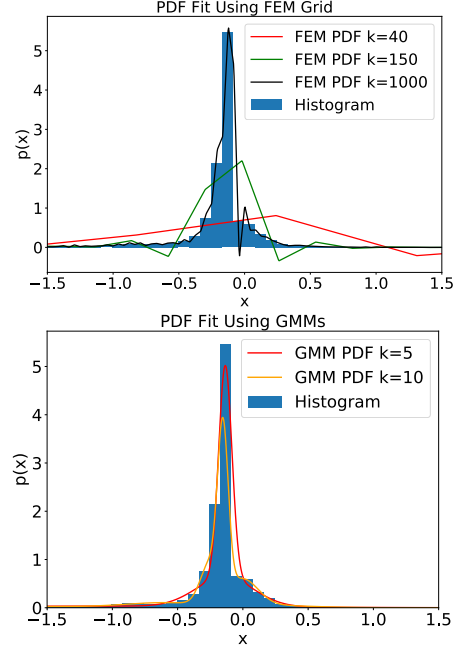 PDF Fit Using FEM Grid
FEM PDF k=40
FEM PDF k=150
FEM PDF k=1000
Histogram
p(x)
5
4
3
2
1
0
−1.5 −1.0 −0.5 0.0 0.5 1.0 1.5
x
PDF Fit Using GMMs
GMM PDF k=5
GMM PDF k=10
Histogram
p(x)
5
4
3
2
1
0
−1.5 −1.0 −0.5 0.0 0.5 1.0 1.5
x